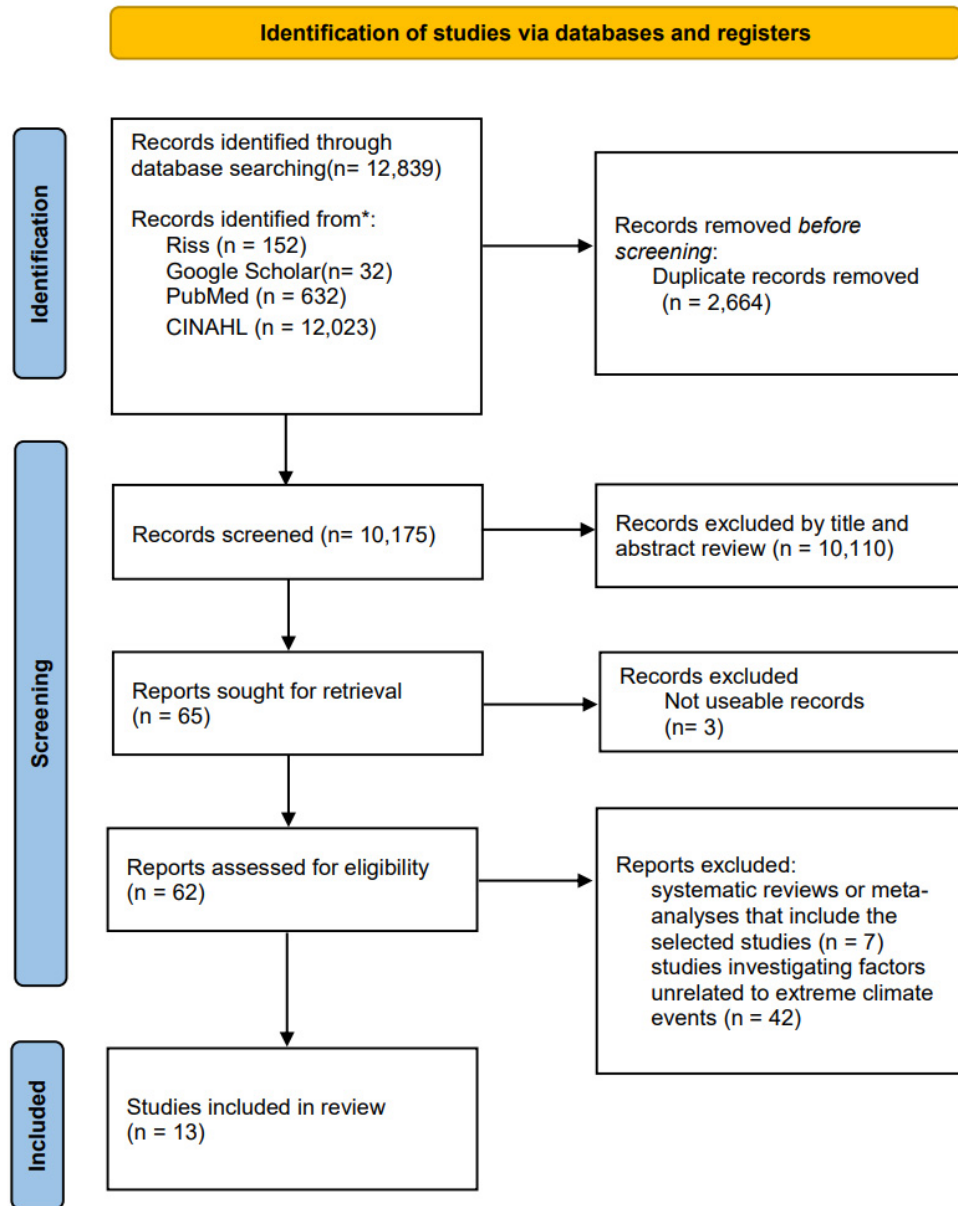 Identification of studies via databases and registers
Identification
Records identified through
database searching(n= 12,839)
Records identified from*:
Riss (n = 152)
Google Scholar(n= 32)
PubMed (n = 632)
CINAHL (n = 12,023)
Records removed before
screening:
Duplicate records removed
(n = 2,664)
Screening
Records screened (n= 10,175)
Records excluded by title and
abstract review (n = 10,110)
Reports sought for retrieval
(n = 65)
Records excluded
Not useable records
(n= 3)
Reports assessed for eligibility
(n = 62)
Reports excluded:
systematic reviews or meta-
analyses that include the
selected studies (n = 7)
studies investigating factors
unrelated to extreme climate
events (n = 42)
Included
Studies included in review
(n = 13)